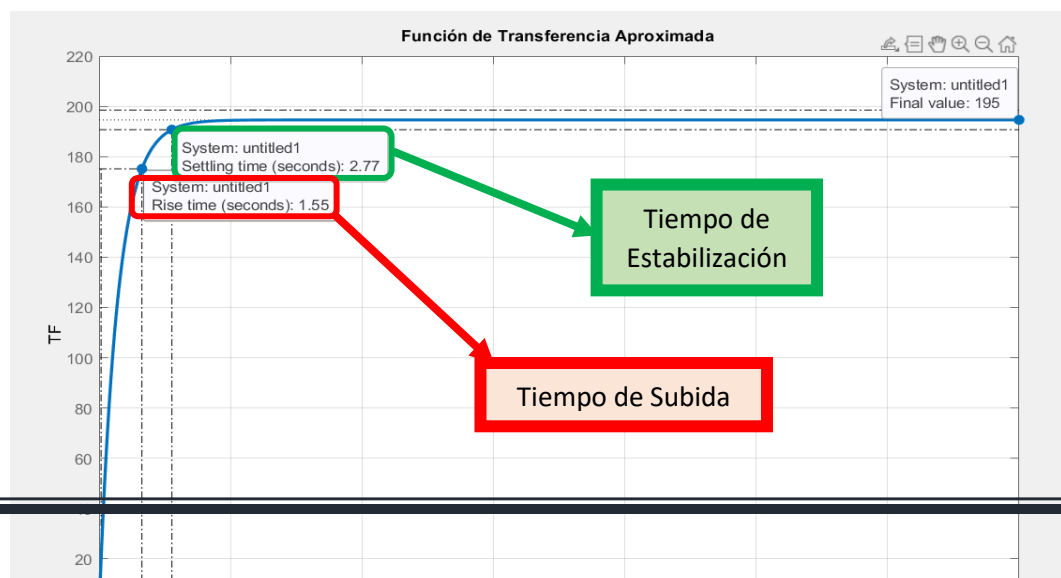 Función de Transferencia Aproximada
220
200
180
160
140
120
100
80
60
20
TF
System: untitled1
Final value: 195
System: untitled1
Settling time (seconds): 2.77
System: untitled1
Rise time (seconds): 1.55
Tiempo de
Estabilización
Tiempo de Subida